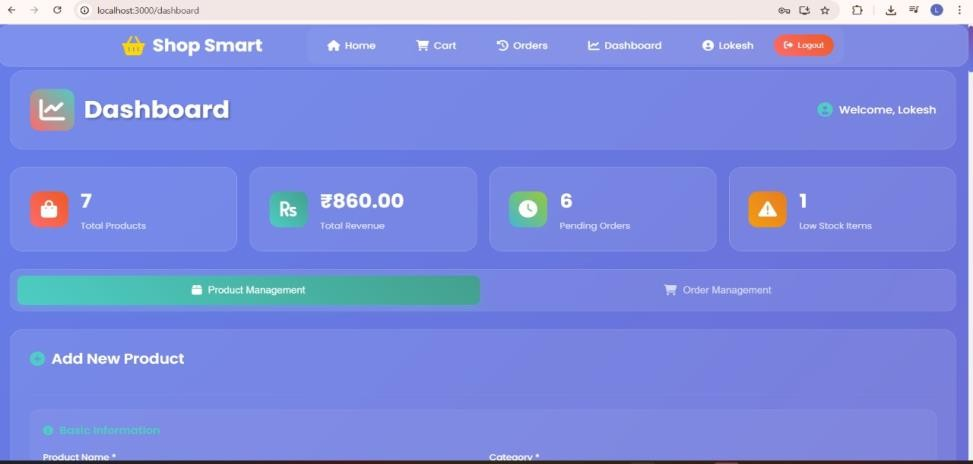 localhost:3000/dashboard
L
Shop Smart
Home Cart Orders Dashboard Lokesh Logout
Dashboard
Welcome, Lokesh
7
Total Products
Rs
₹860.00
Total Revenue
6
Pending Orders
1
Low Stock Items
Product Management Order Management
Add New Product
Basic Information
Product Name * Category *